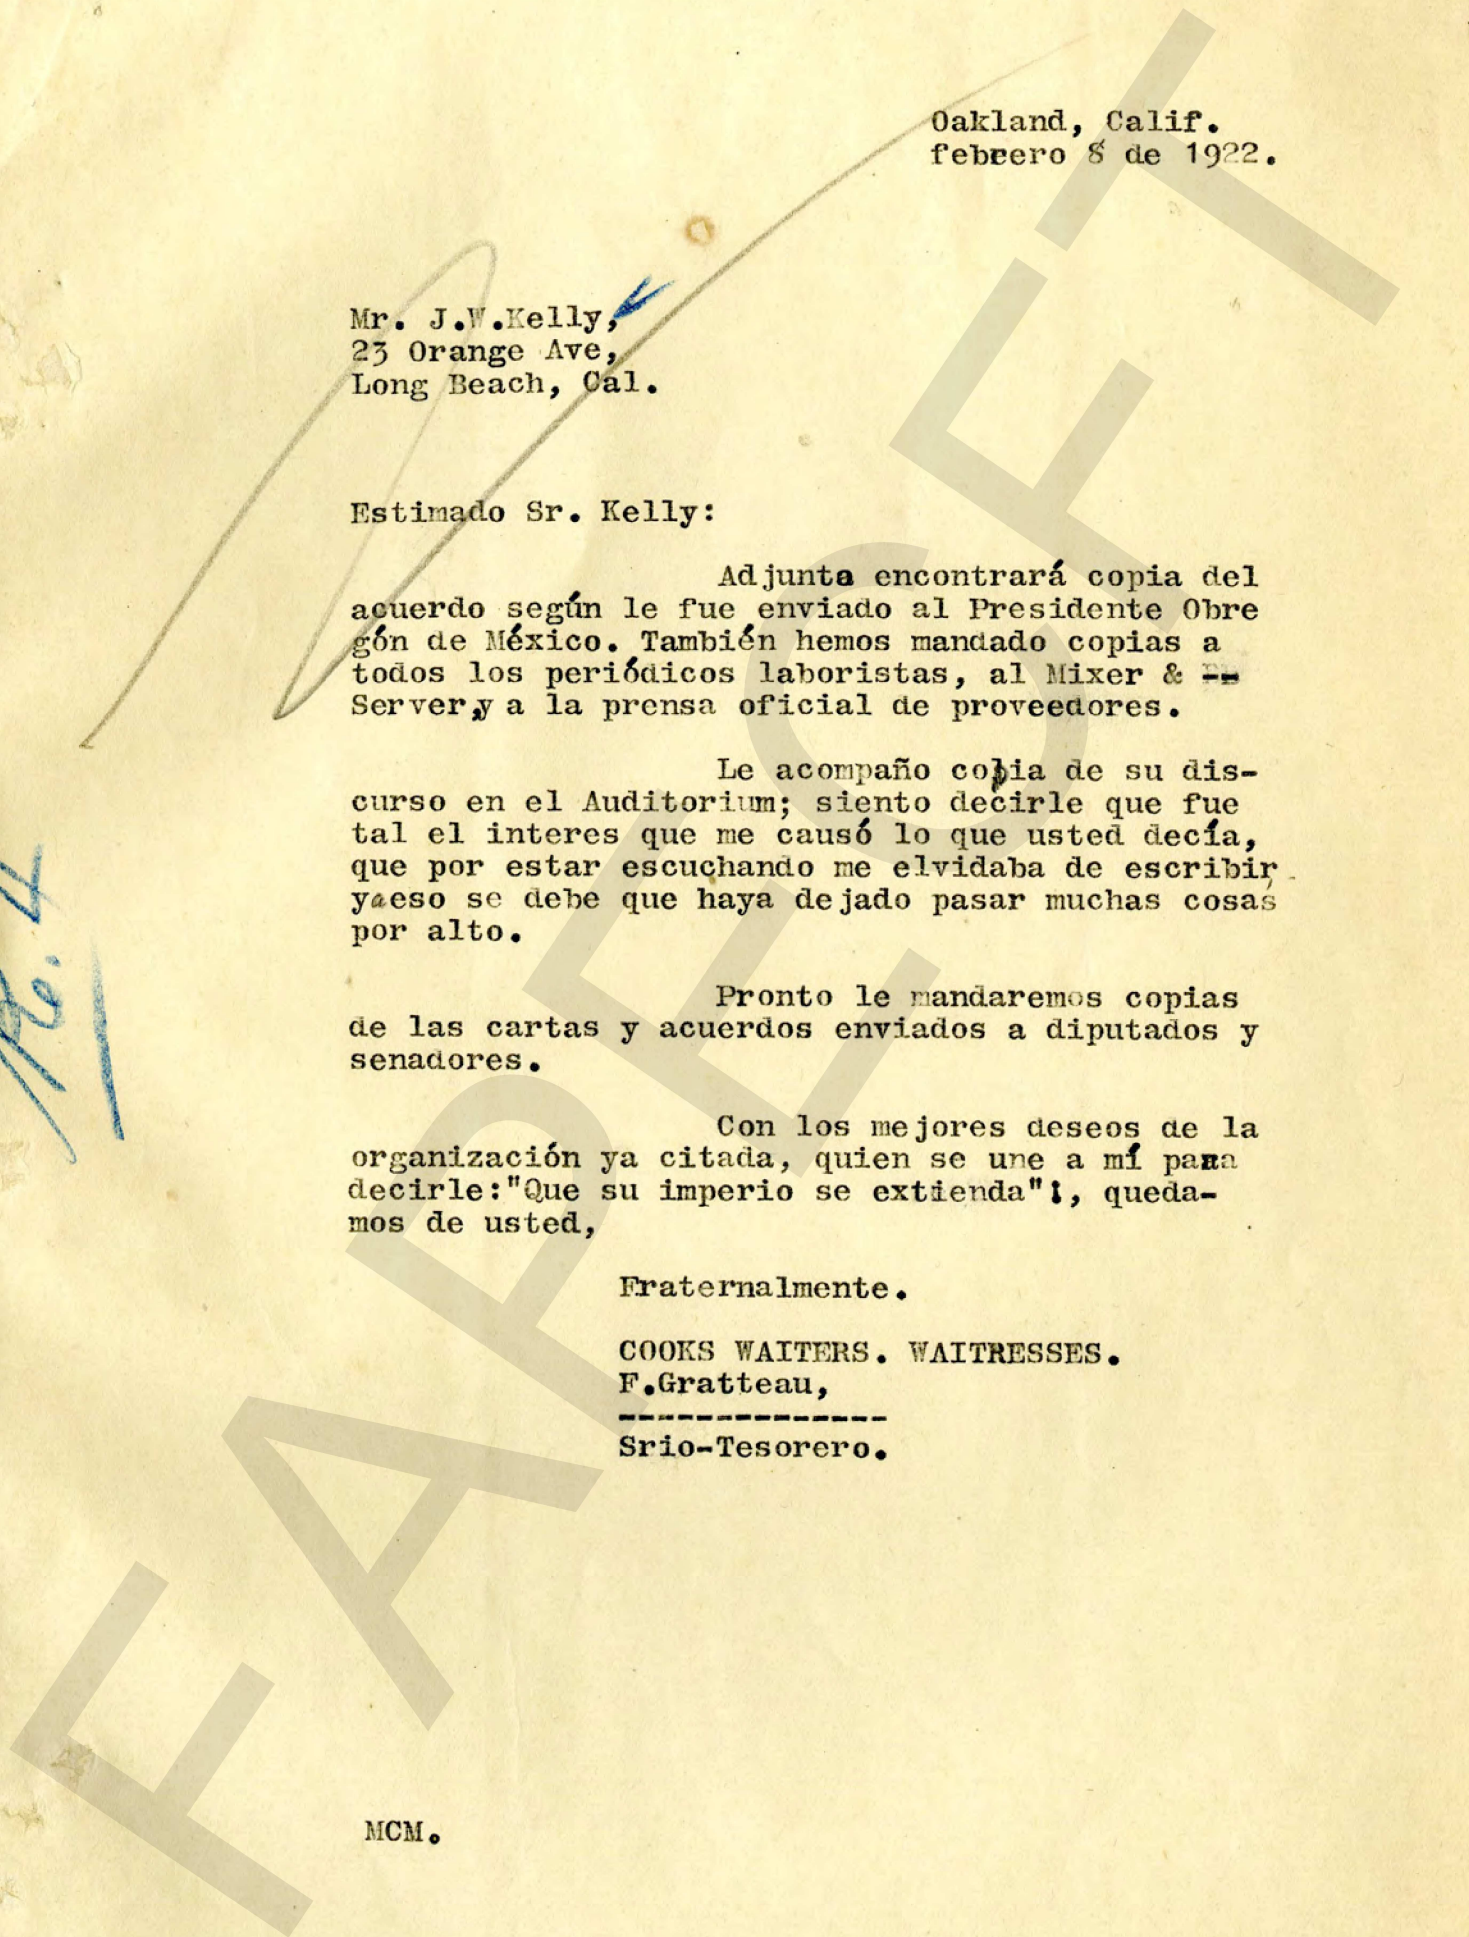 Oakland, Calif.
febrero 8 de 1922.
Mr. J.W.Kelly,
23 Orange Ave,
Long Beach, Cal.
Estimado Sr. Kelly:
Adjunta encontrará copia del
acuerdo según le fue enviado al Presidente Obre
gón de México. También hemos mandado copias a
todos los periódicos laboristas, al Mixer &
Server,y a la prensa oficial de proveedores.
Le acompaño copia de su dis-
curso en el Auditorium; siento decirle que fue
tal el interes que me causó lo que usted decía,
que por estar escuchando me elvidaba de escribir
yaeso se debe que haya dejado pasar muchas cosas
por alto.
Pronto le mandaremos copias
de las cartas y acuerdos enviados a diputados y
senadores.
Con los mejores deseos de la
organización ya citada, quien se une a mí para
decirle:"Que su imperio se extienda"!, queda-
mos de usted,
Fraternalmente.
COOKS WAITERS. WAITRESSES.
F.Gratteau,
--------------
Srio-Tesorero.
MCM.
FAPECFT